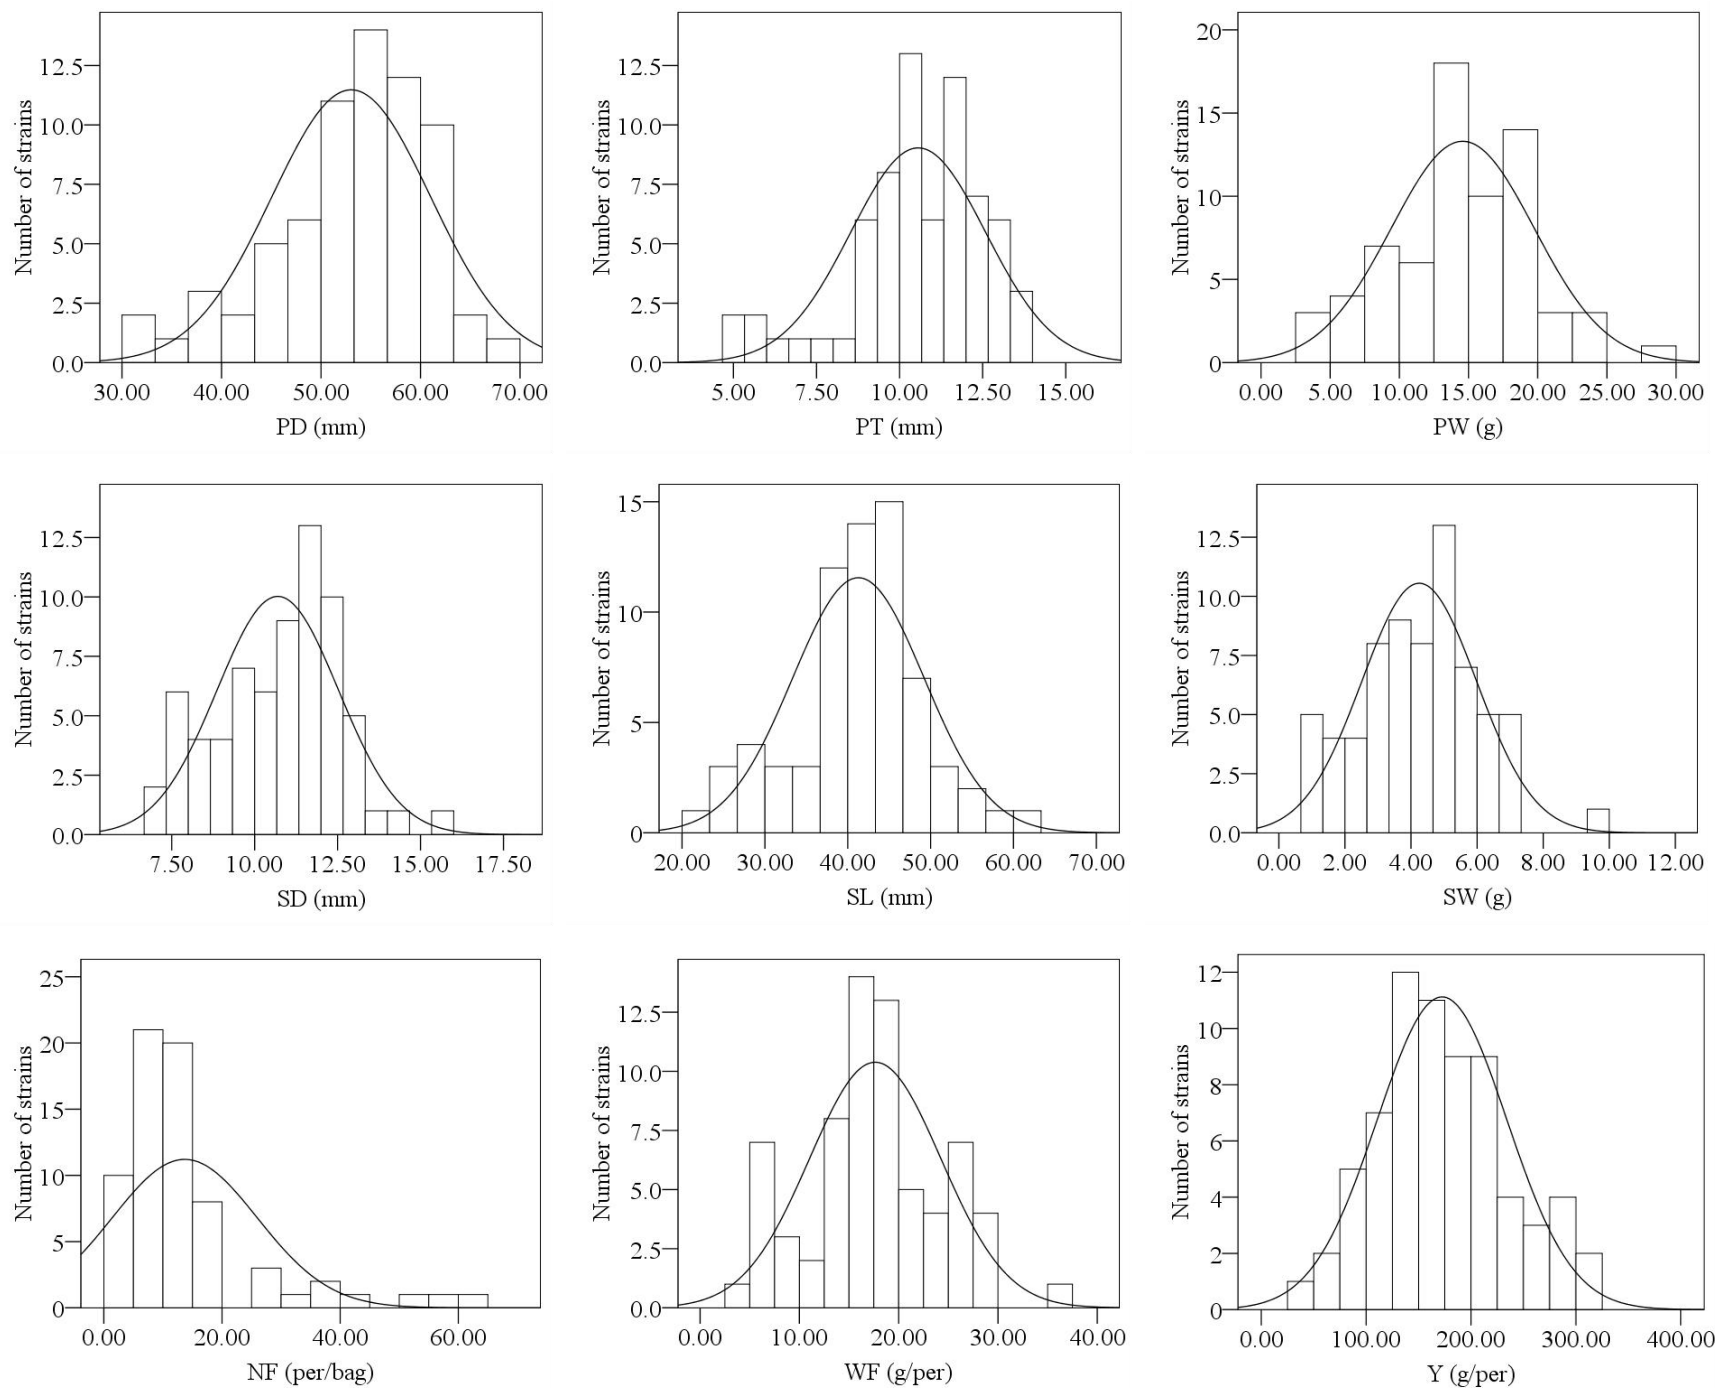 Number of strains
12.5
10.0
7.5
5.0
2.5
0.0
30.00 40.00 50.00 60.00 70.00
PD (mm)
Number of strains
12.5
10.0
7.5
5.0
2.5
0.0
5.00 7.50 10.00 12.50 15.00
PT (mm)
Number of strains
20
15
10
5
0
0.00 5.00 10.00 15.00 20.00 25.00 30.00
PW (g)
Number of strains
12.5
10.0
7.5
5.0
2.5
0.0
7.50 10.00 12.50 15.00 17.50
SD (mm)
Number of strains
15
10
5
0
20.00 30.00 40.00 50.00 60.00 70.00
SL (mm)
Number of strains
12.5
10.0
7.5
5.0
2.5
0.0
0.00 2.00 4.00 6.00 8.00 10.00 12.00
SW (g)
Number of strains
25
20
15
10
5
0
0.00 20.00 40.00 60.00
NF (per/bag)
Number of strains
12.5
10.0
7.5
5.0
2.5
0.0
0.00 10.00 20.00 30.00 40.00
WF (g/per)
Number of strains
12
10
8
6
4
2
0
0.00 100.00 200.00 300.00 400.00
Y (g/per)